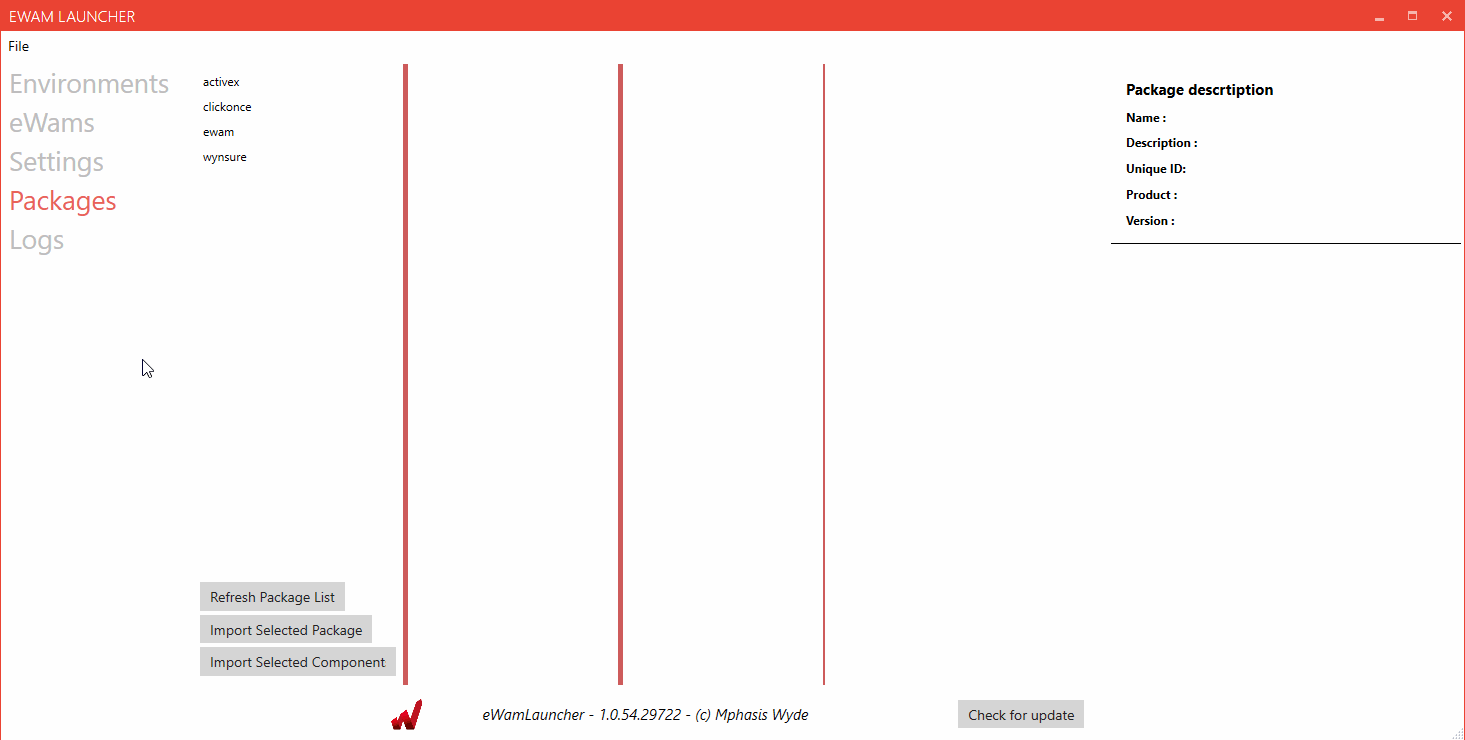 EWAM LAUNCHER
File
Environments
eWams
Settings
Packages
Logs
activex
clickonce
ewam
wynsure
Package descrtiption
Name :
Description :
Unique ID:
Product :
Version :
Refresh Package List
Import Selected Package
Import Selected Component
eWamLauncher - 1.0.54.29722 - (c) Mphasis Wyde
Check for update